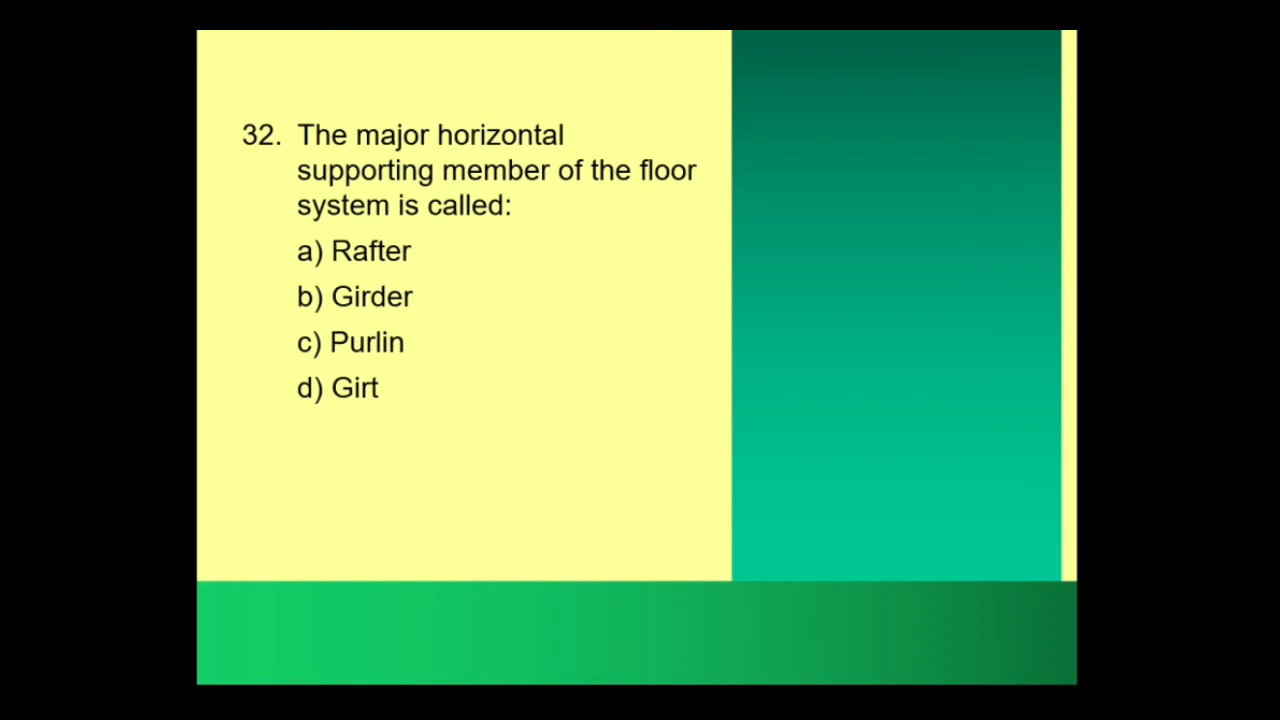 32. The major horizontal
supporting member of the floor
system is called:
a) Rafter
b) Girder
c) Purlin
d) Girt